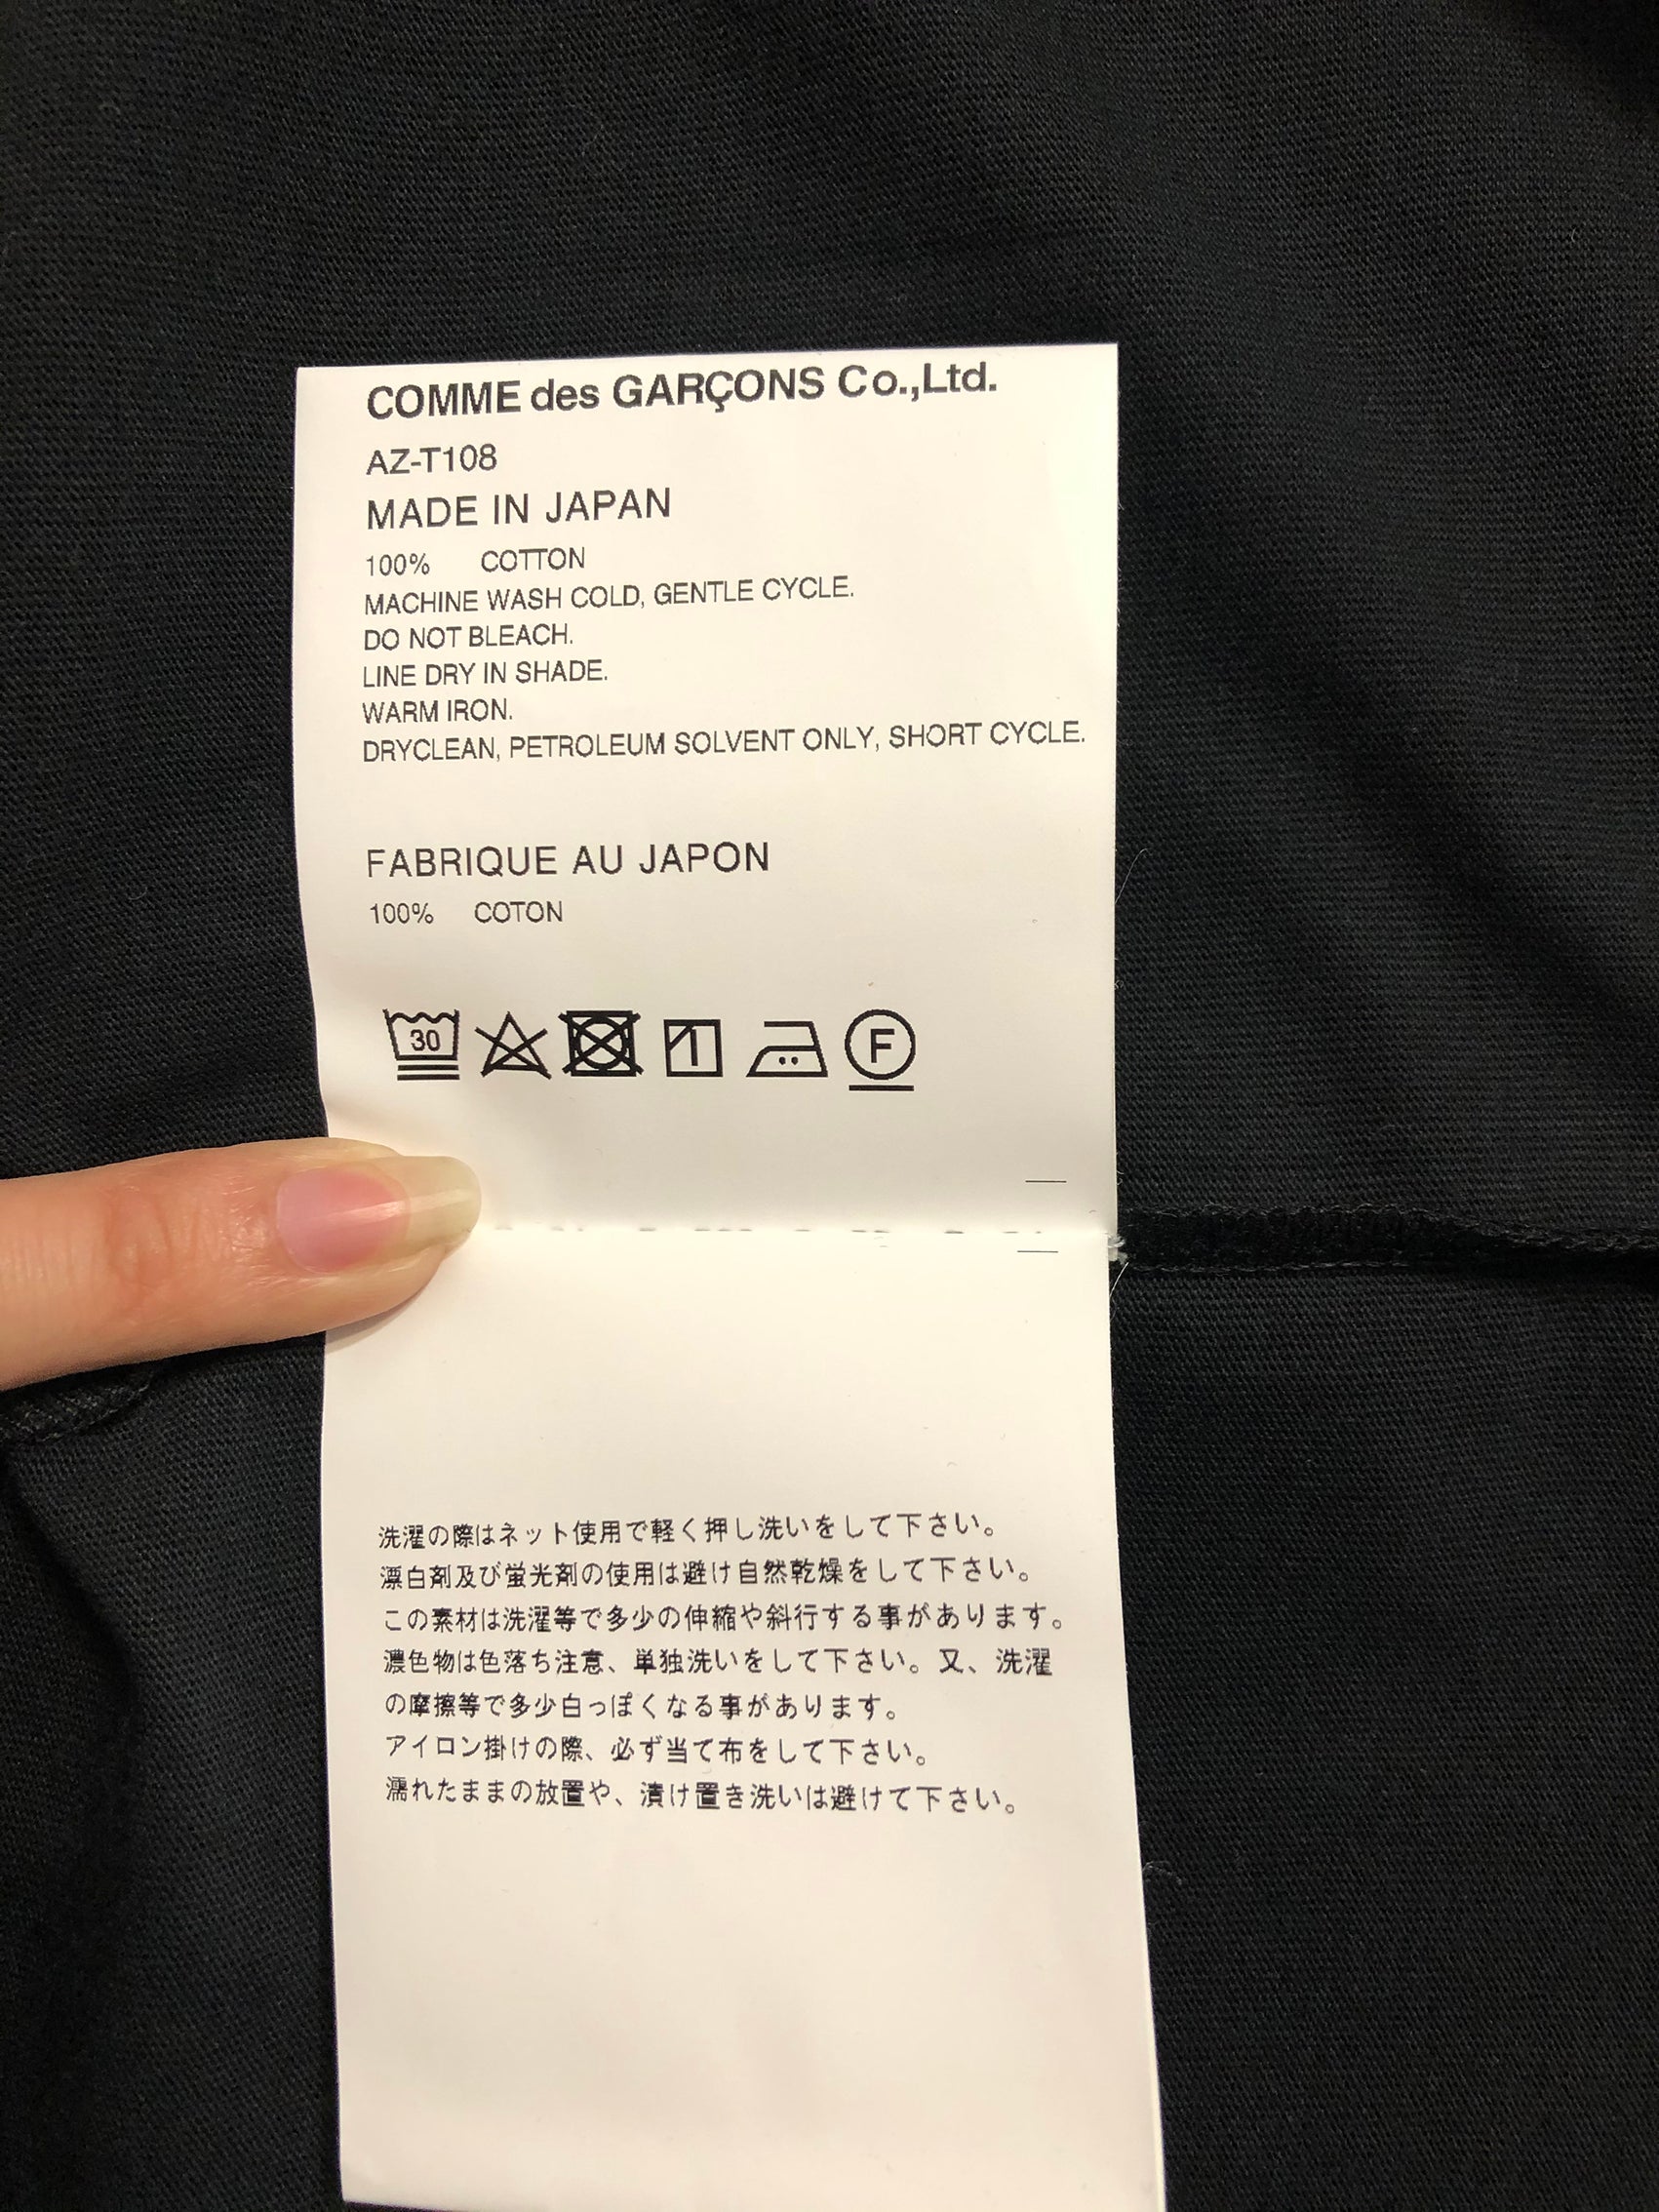 COMME des GARÇONS Co.,Ltd.
AZ-T108
MADE IN JAPAN
100% COTTON
MACHINE WASH COLD, GENTLE CYCLE.
DO NOT BLEACH.
LINE DRY IN SHADE.
WARM IRON.
DRYCLEAN, PETROLEUM SOLVENT ONLY, SHORT CYCLE.
FABRIQUE AU JAPON
100% COTON
30 F
洗濯の際はネット使用で軽く押し洗いをして下さい。
漂白剤及び蛍光剤の使用は避け自然乾燥をして下さい。
この素材は洗濯等で多少の伸縮や斜行する事があります。
濃色物は色落ち注意、単独洗いをして下さい。又、洗濯
の摩擦等で多少白っぽくなる事があります。
アイロン掛けの際、必ず当て布をして下さい。
濡れたままの放置や、漬け置き洗いは避けて下さい。